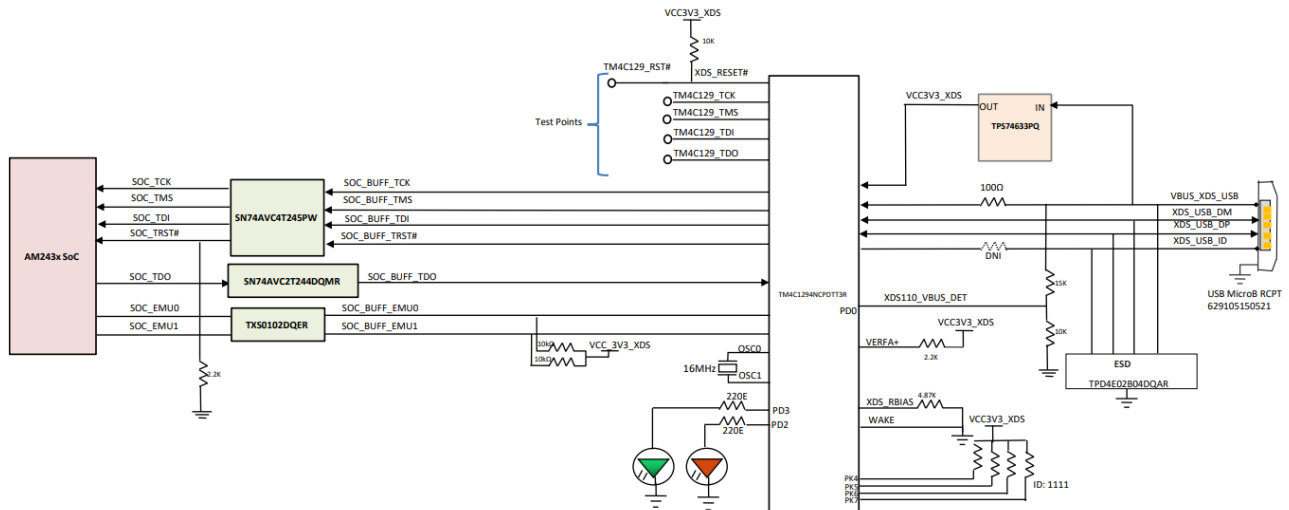 VCC3V3_XDS
10K
TM4C129_RST#
XDS_RESET#
TM4C129_TCK
TM4C129_TMS
TM4C129_TDI
TM4C129_TDO
Test Points
VCC3V3_XDS
OUT
IN
TPS74633PQ
AM243x SoC
SOC_TCK
SOC_TMS
SOC_TDI
SOC_TRST#
SN74AVC4T245PW
SOC_BUFF_TCK
SOC_BUFF_TMS
SOC_BUFF_TDI
SOC_BUFF_TRST#
SOC_TDO
SN74AVC2T244DQMR
SOC_BUFF_TDO
SOC_EMU0
SOC_EMU1
TXS0102DQER
SOC_BUFF_EMU0
SOC_BUFF_EMU1
10kΩ
10kΩ
VCC_3V3_XDS
2.2K
TM4C1294NCPDTT3R
100Ω
VBUS_XDS_USB
XDS_USB_DM
XDS_USB_DP
XDS_USB_ID
DNI
USB MicroB RCPT
629105150521
15K
XDS110_VBUS_DET
PD0
10K
VCC3V3_XDS
VERFA+
2.2K
ESD
TPD4E02B04DQAR
OSC0
16MHz
OSC1
220E
PD3
PD2
220E
XDS_RBIAS
4.87K
WAKE
VCC3V3_XDS
PK4
PK5
PK6
PK7
ID: 1111